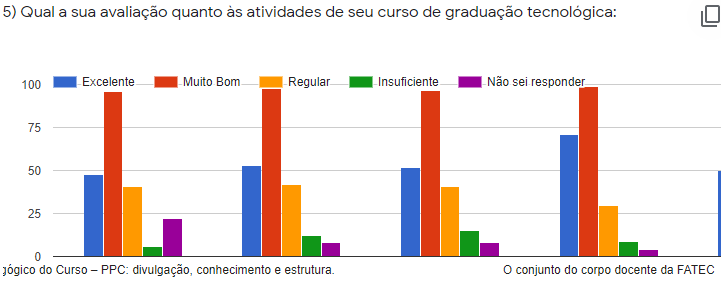 5) Qual a sua avaliação quanto às atividades de seu curso de graduação tecnológica:
Excelente Muito Bom Regular Insuficiente Não sei responder
100
75
50
25
0
gógico do Curso – PPC: divulgação, conhecimento e estrutura. O conjunto do corpo docente da FATEC